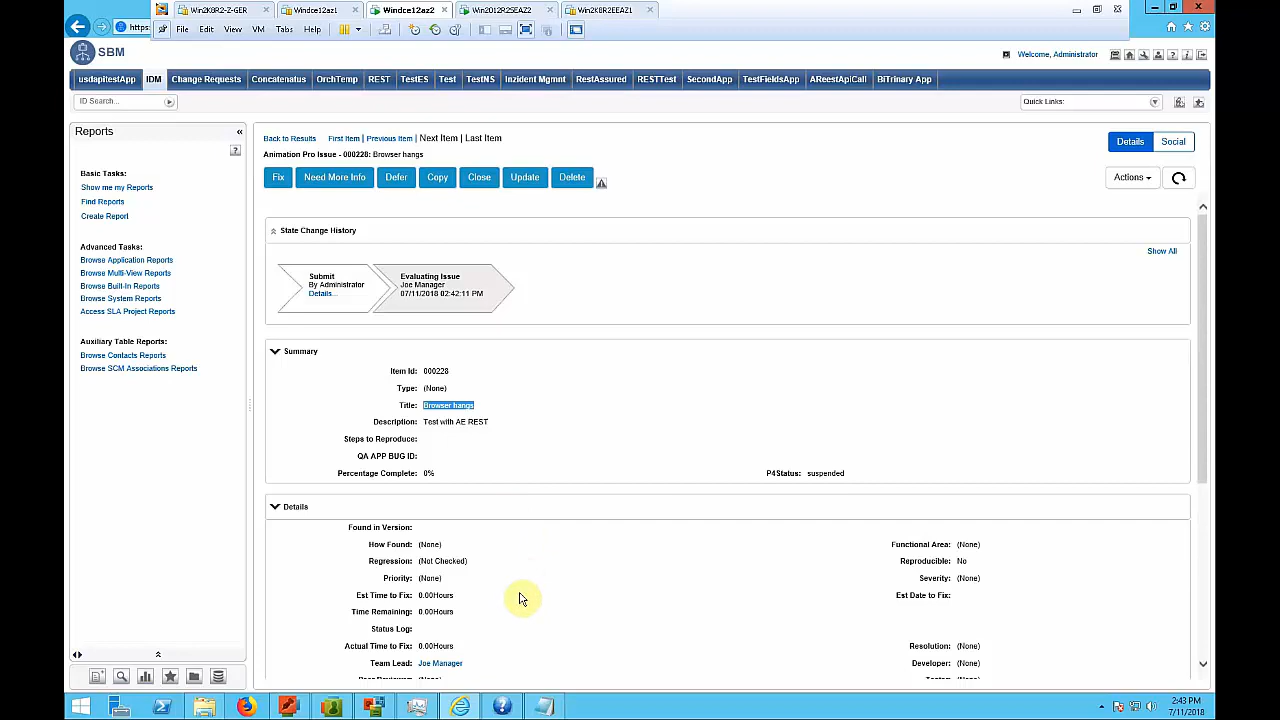 Win2K8R2-Z-GER Windce12az1 Windce12az2 Win2012R25EAZ2 Win2K8R2EEAZ1
https:
File Edit View VM Tabs Help
SBM
Welcome, Administrator
usdapitestApp IDM Change Requests Concatenatus OrchTemp REST TestES Test TestNS Incident Mgmnt RestAssured RESTTest SecondApp TestFieldsApp AReestApiCall BiTrinary App
ID Search...
Quick Links:
Reports
Basic Tasks:
Show me my Reports
Find Reports
Create Report
Advanced Tasks:
Browse Application Reports
Browse Multi-View Reports
Browse Built-In Reports
Browse System Reports
Access SLA Project Reports
Auxiliary Table Reports:
Browse Contacts Reports
Browse SCM Associations Reports
Back to Results First Item | Previous Item | Next Item | Last Item
Animation Pro Issue - 000228: Browser hangs
Details Social
Fix Need More Info Defer Copy Close Update Delete
Actions
State Change History
Show All
Submit
By Administrator
Details...
Evaluating Issue
Joe Manager
07/11/2018 02:42:11 PM
Summary
Item Id: 000228
Type: (None)
Title: Browser hangs
Description: Test with AE REST
Steps to Reproduce:
QA APP BUG ID:
Percentage Complete: 0% P4Status: suspended
Details
Found in Version:
How Found: (None) Functional Area: (None)
Regression: (Not Checked) Reproducible: No
Priority: (None) Severity: (None)
Est Time to Fix: 0.00Hours Est Date to Fix:
Time Remaining: 0.00Hours
Status Log:
Actual Time to Fix: 0.00Hours Resolution: (None)
Team Lead: Joe Manager Developer: (None)
2:43 PM
7/11/2018